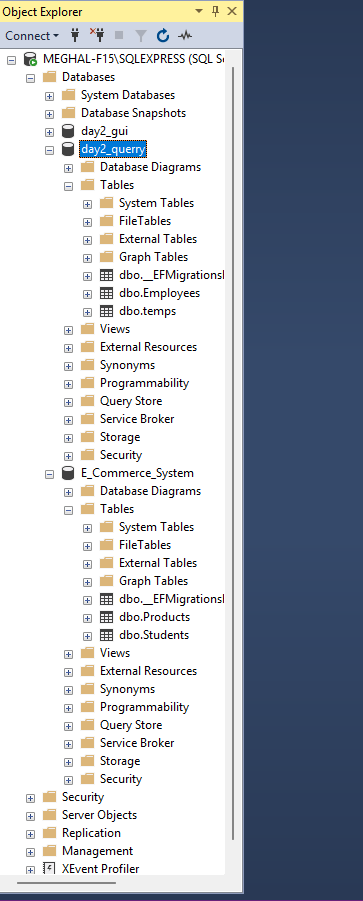 Object Explorer
Connect
MEGHAL-F15\SQLEXPRESS (SQL Se
Databases
System Databases
Database Snapshots
day2_gui
day2_querry
Database Diagrams
Tables
System Tables
FileTables
External Tables
Graph Tables
dbo.__EFMigrationsH
dbo.Employees
dbo.temps
Views
External Resources
Synonyms
Programmability
Query Store
Service Broker
Storage
Security
E_Commerce_System
Database Diagrams
Tables
System Tables
FileTables
External Tables
Graph Tables
dbo.__EFMigrationsH
dbo.Products
dbo.Students
Views
External Resources
Synonyms
Programmability
Query Store
Service Broker
Storage
Security
Security
Server Objects
Replication
Management
XEvent Profiler